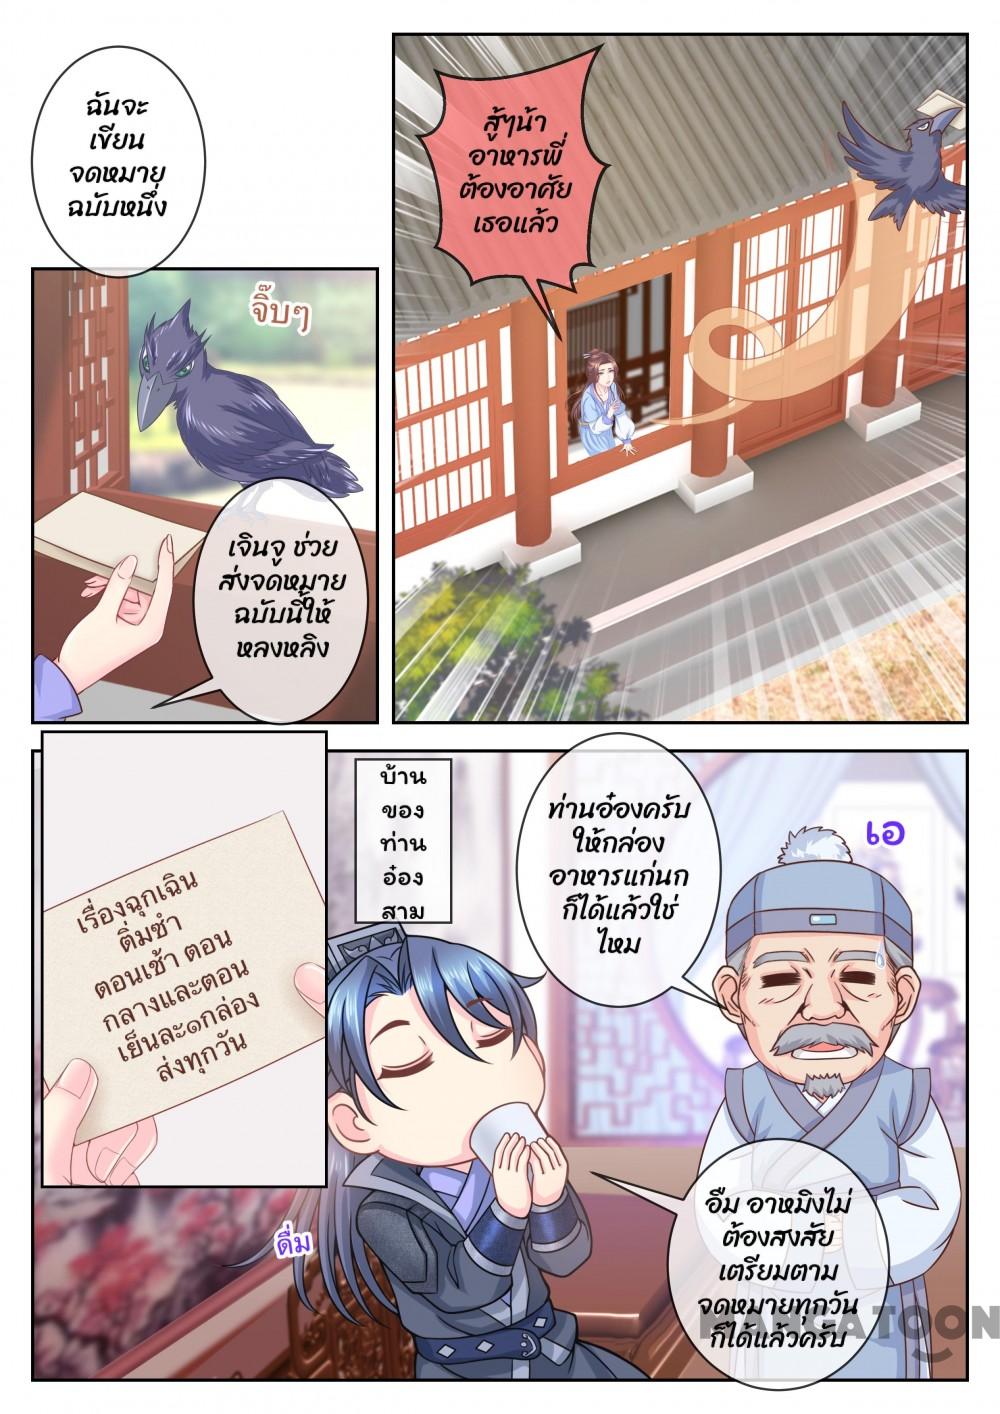 ฉันจะ
เขียน
จดหมาย
ฉบับหนึ่ง
จิ๊บๆ
เจินจู ช่วย
ส่งจดหมาย
ฉบับนี้ให้
หลงหลิง
สู้ๆน้า
อาหารพี่
ต้องอาศัย
เธอแล้ว
เรื่องฉุกเฉิน
ติ่มซำ
ตอนเช้า ตอน
กลางและตอน
เย็นละ๑กล่อง
ส่งทุกวัน
บ้าน
ของ
ท่าน
อ๋อง
สาม
ท่านอ๋องครับ
ให้กล่อง
อาหารแก่นก
ก็ได้แล้วใช่
ไหม
เอ
ดื่ม
อืม อาหมิงไม่
ต้องสงสัย
เตรียมตาม
จดหมายทุกวัน
ก็ได้แล้วครับ
MANGATOON